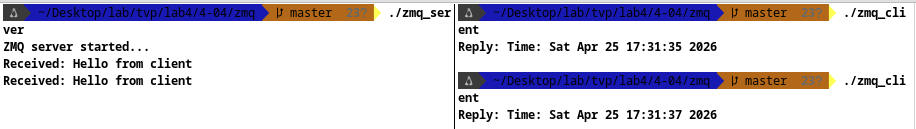 ~/Desktop/lab/tvp/lab4/4-04/zmq master 23? ./zmq_ser
ver
ZMQ server started...
Received: Hello from client
Received: Hello from client
~/Desktop/lab/tvp/lab4/4-04/zmq master 23? ./zmq_cli
ent
Reply: Time: Sat Apr 25 17:31:35 2026
~/Desktop/lab/tvp/lab4/4-04/zmq master 23? ./zmq_cli
ent
Reply: Time: Sat Apr 25 17:31:37 2026